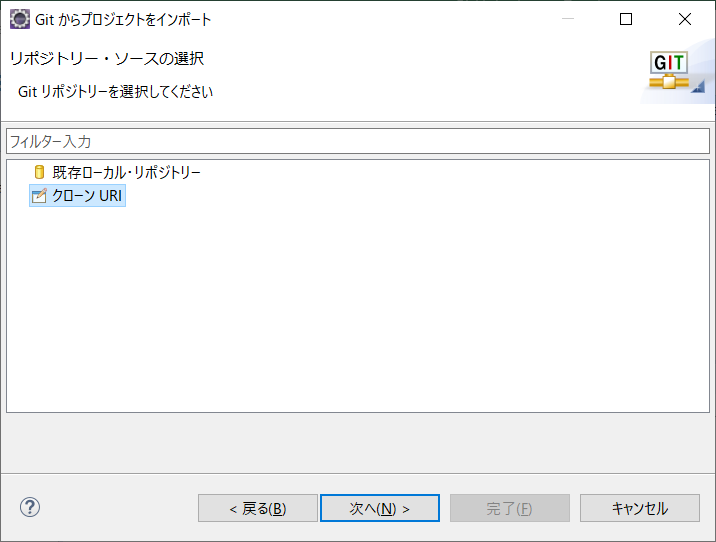 Git からプロジェクトをインポート
リポジトリー・ソースの選択
Git リポジトリーを選択してください
GIT
フィルター入力
既存ローカル・リポジトリー
クローン URI
?
< 戻る(B)
次へ(N) >
完了(F)
キャンセル